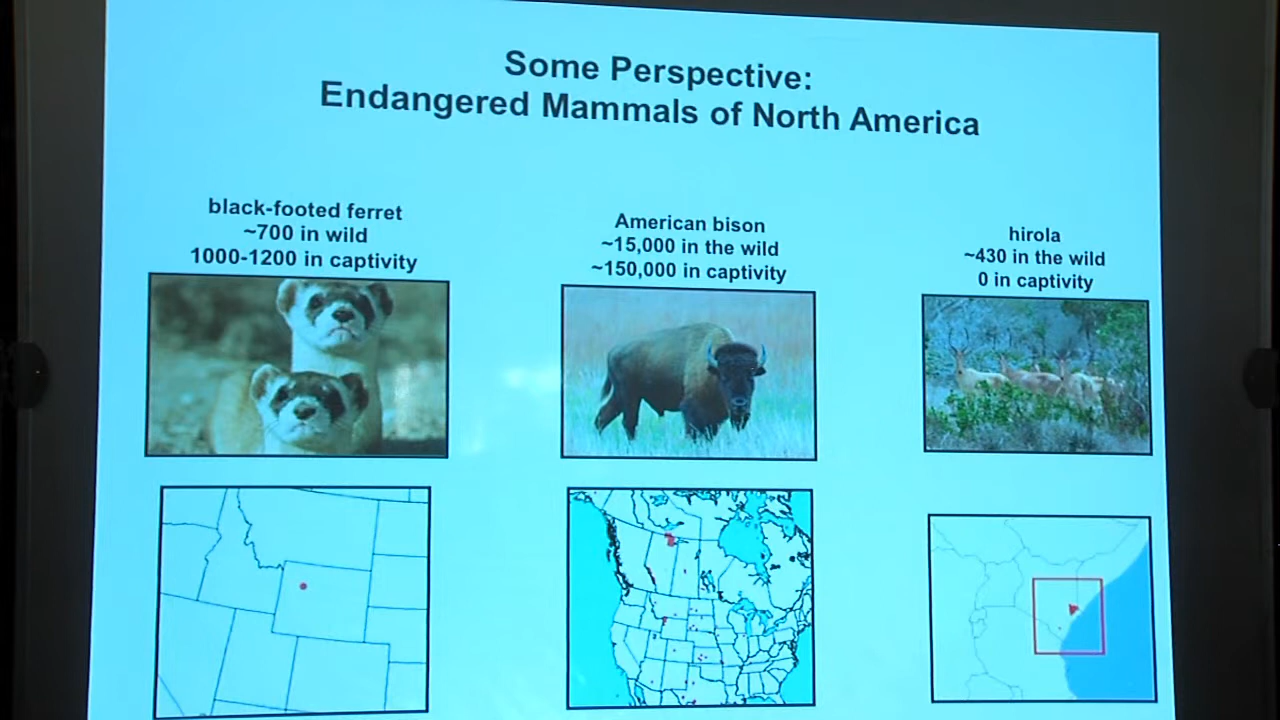 Some Perspective:
Endangered Mammals of North America
black-footed ferret
~700 in wild
1000-1200 in captivity
American bison
~15,000 in the wild
~150,000 in captivity
hirola
~430 in the wild
0 in captivity